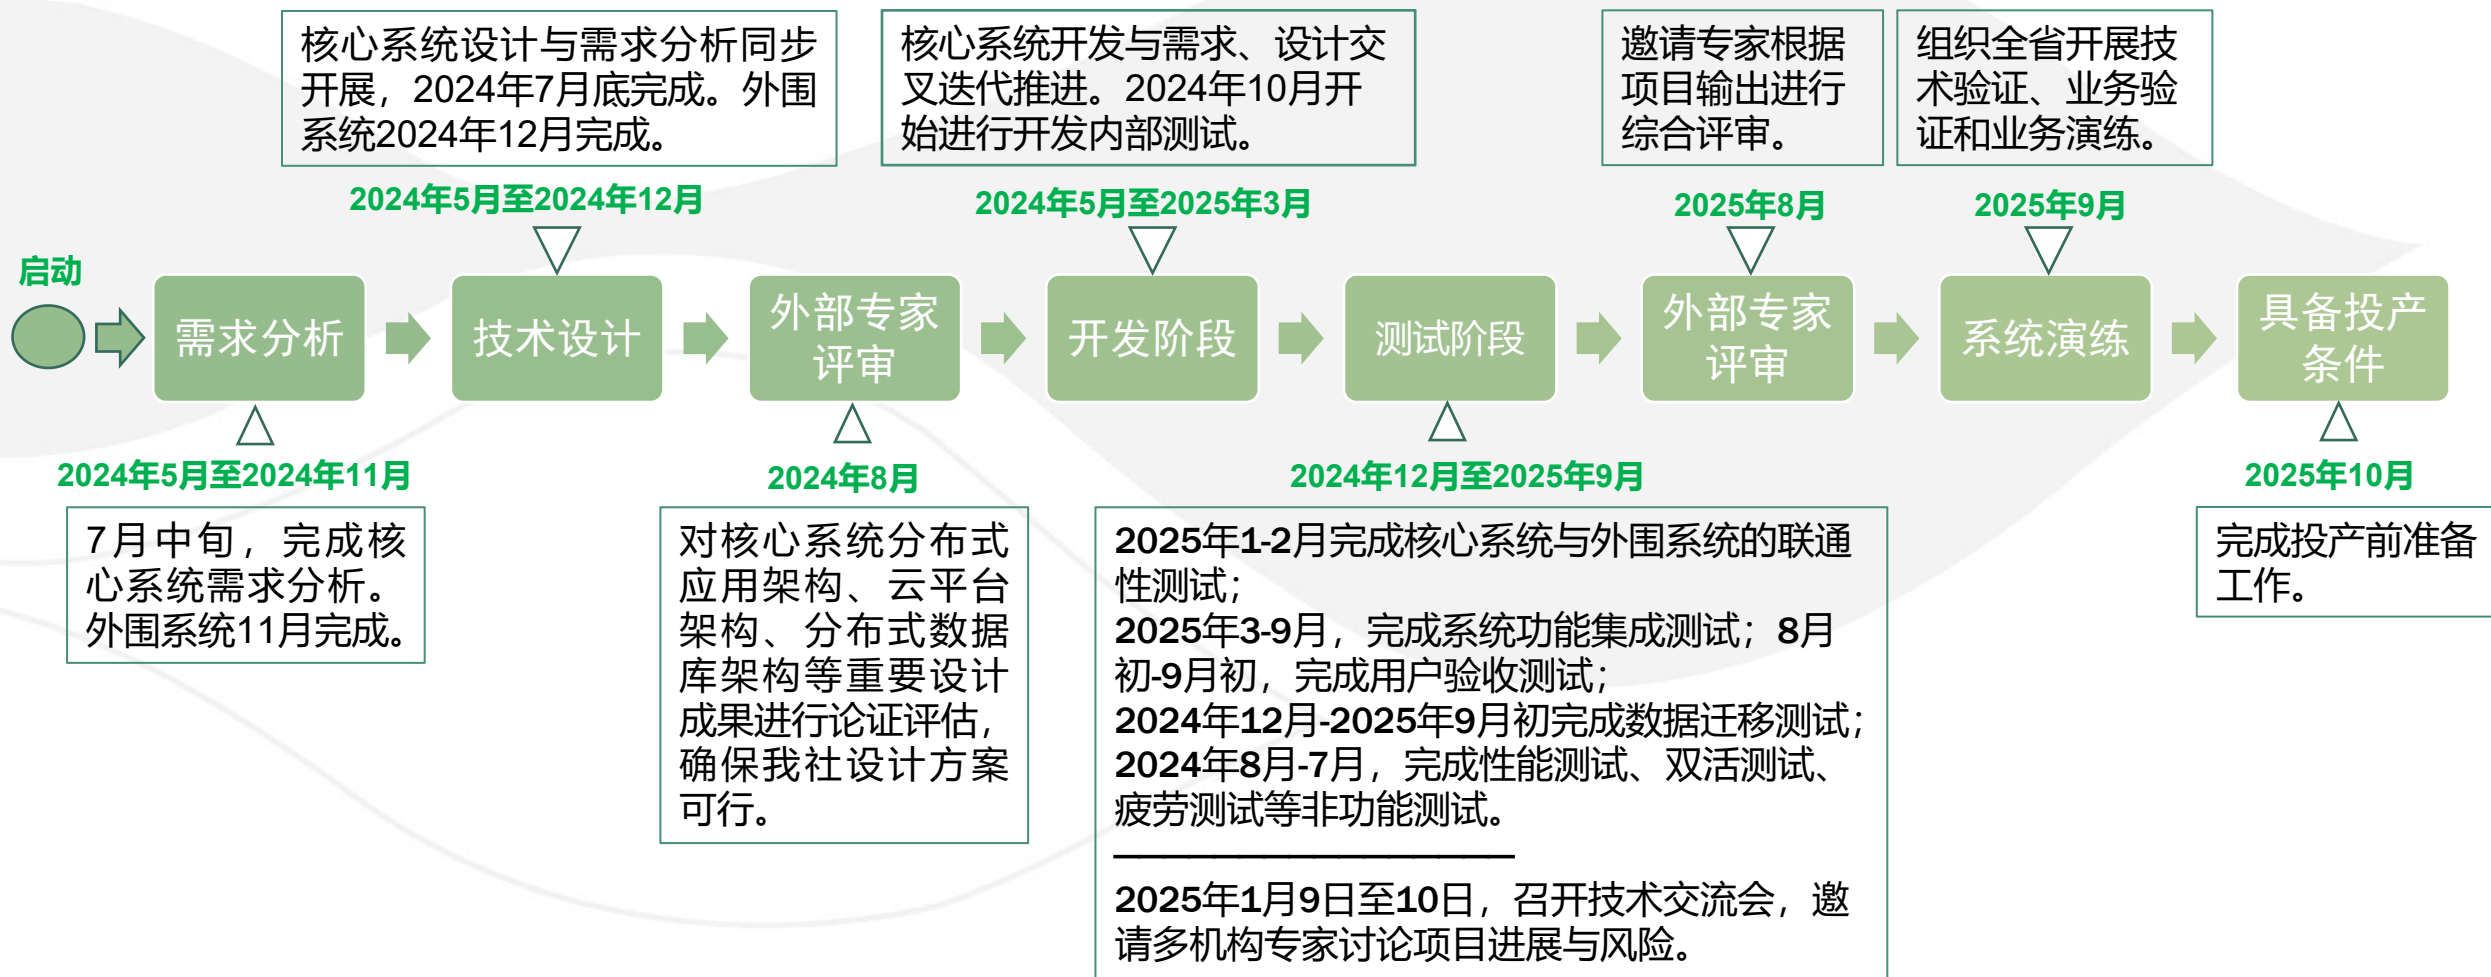 核心系统设计与需求分析同步
开展，2024年7月底完成。外围
系统2024年12月完成。
核心系统开发与需求、设计交
叉迭代推进。2024年10月开
始进行开发内部测试。
邀请专家根据
项目输出进行
综合评审。
组织全省开展技
术验证、业务验
证和业务演练。
2024年5月至2024年12月
2024年5月至2025年3月
2025年8月
2025年9月
启动
需求分析
技术设计
外部专家
评审
开发阶段
测试阶段
外部专家
评审
系统演练
具备投产
条件
2024年5月至2024年11月
2024年8月
2024年12月至2025年9月
2025年10月
7月中旬，完成核
心系统需求分析。
外围系统11月完成。
对核心系统分布式
应用架构、云平台
架构、分布式数据
库架构等重要设计
成果进行论证评估，
确保我社设计方案
可行。
2025年1-2月完成核心系统与外围系统的联通
性测试；
2025年3-9月，完成系统功能集成测试；8月
初-9月初，完成用户验收测试；
2024年12月-2025年9月初完成数据迁移测试；
2024年8月-7月，完成性能测试、双活测试、
疲劳测试等非功能测试。
2025年1月9日至10日，召开技术交流会，邀
请多机构专家讨论项目进展与风险。
完成投产前准备
工作。